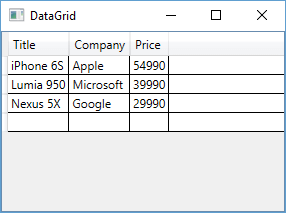 DataGrid
Title Company Price
iPhone 6S Apple 54990
Lumia 950 Microsoft 39990
Nexus 5X Google 29990